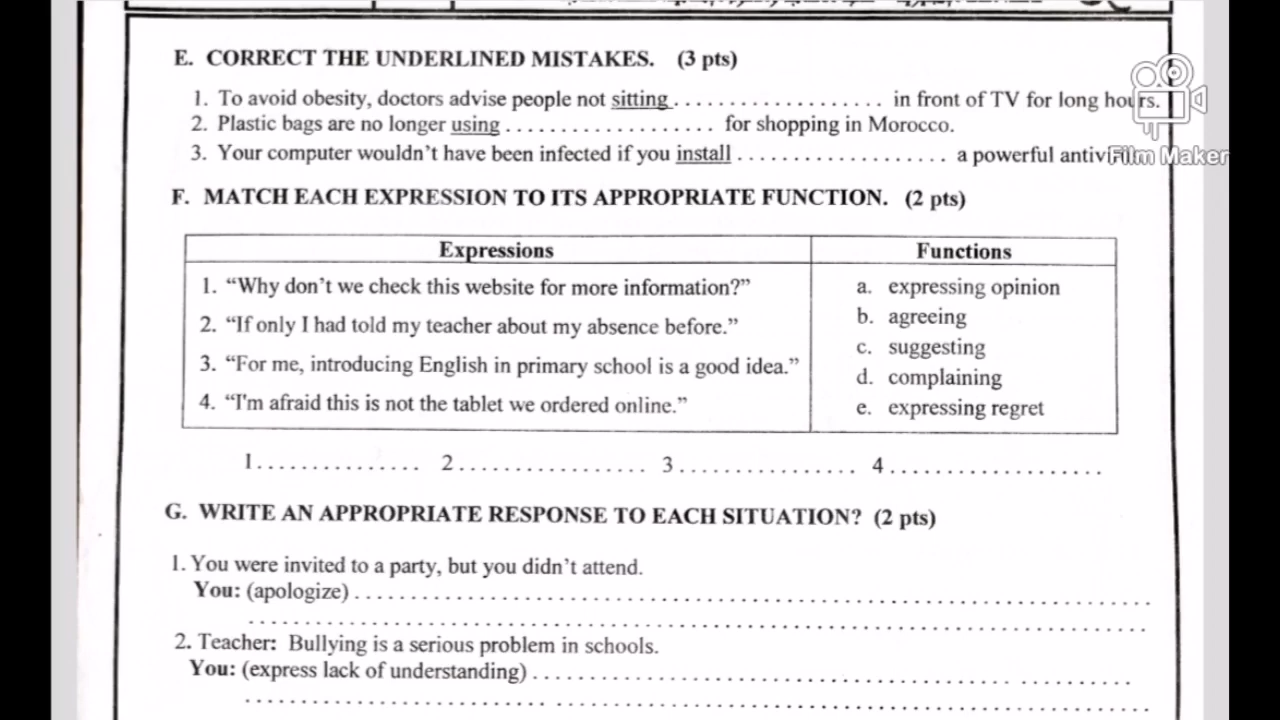 E. CORRECT THE UNDERLINED MISTAKES. (3 pts)
1. To avoid obesity, doctors advise people not sitting . . . . . . . . . . . . . . . . . . . in front of TV for long hours.
2. Plastic bags are no longer using . . . . . . . . . . . . . . . . . . . for shopping in Morocco.
3. Your computer wouldn't have been infected if you install . . . . . . . . . . . . . . . . . . . a powerful
Film Maker
F. MATCH EACH EXPRESSION TO ITS APPROPRIATE FUNCTION. (2 pts)
Expressions
Functions
1. “Why don't we check this website for more information?”
2. “If only I had told my teacher about my absence before.”
3. “For me, introducing English in primary school is a good idea.”
4. “I'm afraid this is not the tablet we ordered online.”
a. expressing opinion
b. agreeing
c. suggesting
d. complaining
e. expressing regret
1. . . . . . . . . . . . . . . . 2. . . . . . . . . . . . . . . . . . 3. . . . . . . . . . . . . . . . . 4. . . . . . . . . . . . . . . . . . . .
G. WRITE AN APPROPRIATE RESPONSE TO EACH SITUATION? (2 pts)
1. You were invited to a party, but you didn't attend.
You: (apologize) . . . . . . . . . . . . . . . . . . . . . . . . . . . . . . . . . . . . . . . . . . . . . . . . . . . . . . . . . . . . . . . . . . . . . . .
2. Teacher: Bullying is a serious problem in schools.
You: (express lack of understanding) . . . . . . . . . . . . . . . . . . . . . . . . . . . . . . . . . . . . . . . . . . . . . . . . . . . . . .